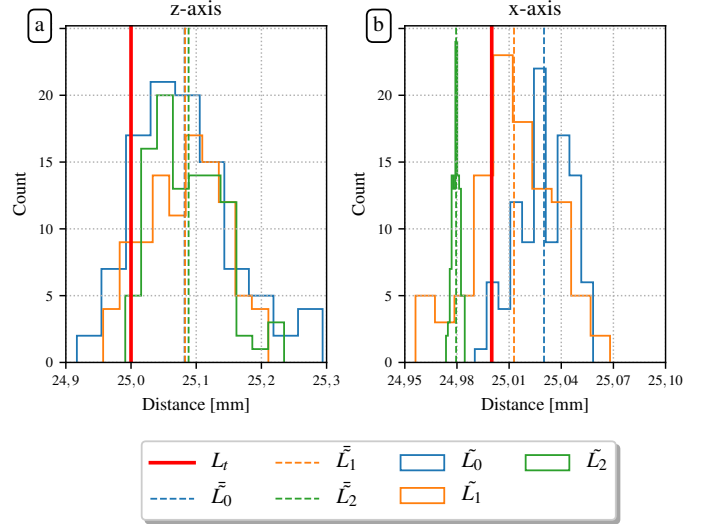 z-axis
x-axis
a
b
20
15
10
5
0
Count
24,9 25,0 25,1 25,2 25,3
Distance [mm]
20
15
10
5
0
Count
24,95 24,98 25,01 25,04 25,07 25,10
Distance [mm]
L_t
L̃̄_1
L̃_0
L̃_2
L̃̄_0
L̃̄_2
L̃_1